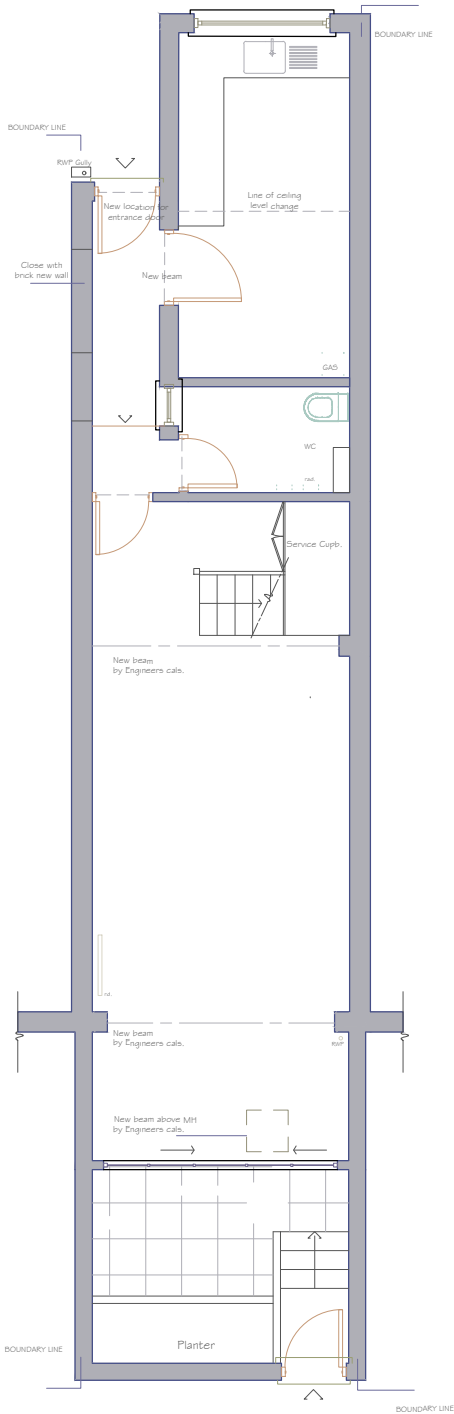 BOUNDARY LINE
BOUNDARY LINE
RWP Gully
New location for
entrance door
Line of ceiling
level change
Close with
brick new wall
New beam
GAS
WC
rad.
Service Cupb.
New beam
by Engineers cals.
rd.
New beam
by Engineers cals.
RWP
New beam above MH
by Engineers cals.
Planter
BOUNDARY LINE
BOUNDARY LINE